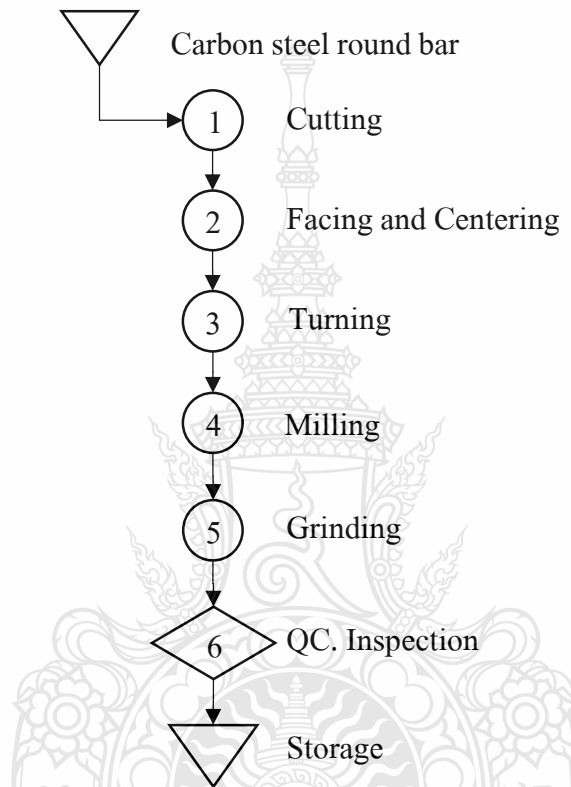 Carbon steel round bar
1 Cutting
2 Facing and Centering
3 Turning
4 Milling
5 Grinding
6 QC. Inspection
Storage